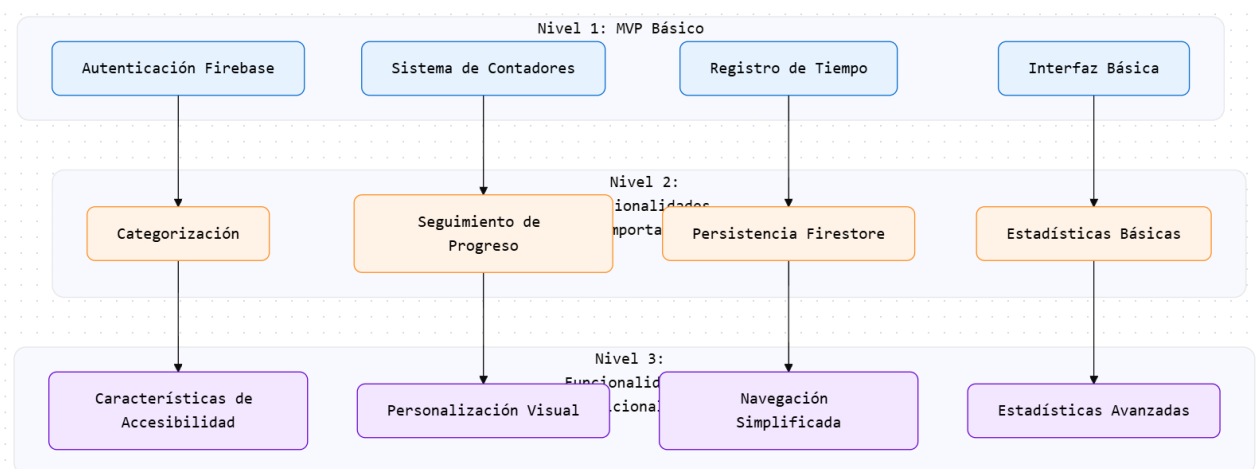 Nivel 1: MVP Básico
Autenticación Firebase
Sistema de Contadores
Registro de Tiempo
Interfaz Básica
Nivel 2:
Categorización
Seguimiento de
Progreso
Persistencia Firestore
Estadísticas Básicas
Nivel 3:
Características de
Accesibilidad
Personalización Visual
Navegación
Simplificada
Estadísticas Avanzadas